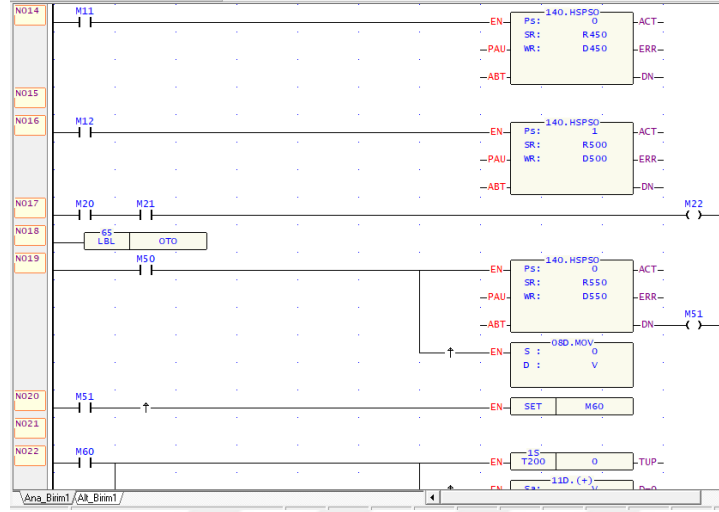 N014 M11 140.HSPSO
EN Ps: 0 ACT
SR: R450
PAU WR: D450 ERR
ABT DN
N015
N016 M12 140.HSPSO
EN Ps: 1 ACT
SR: R500
PAU WR: D500 ERR
ABT DN
N017 M20 M21 M22
N018 65
LBL OTO
N019 M50 140.HSPSO
EN Ps: 0 ACT
SR: R550
PAU WR: D550 ERR
M51
ABT DN
08D.MOV
EN S : 0
D : V
N020 M51 EN SET M60
N021
N022 M60 1S
EN T200 0 TUP
11D.(+)
EN Sa: V D=0
Ana_Birim1 Alt_Birim1